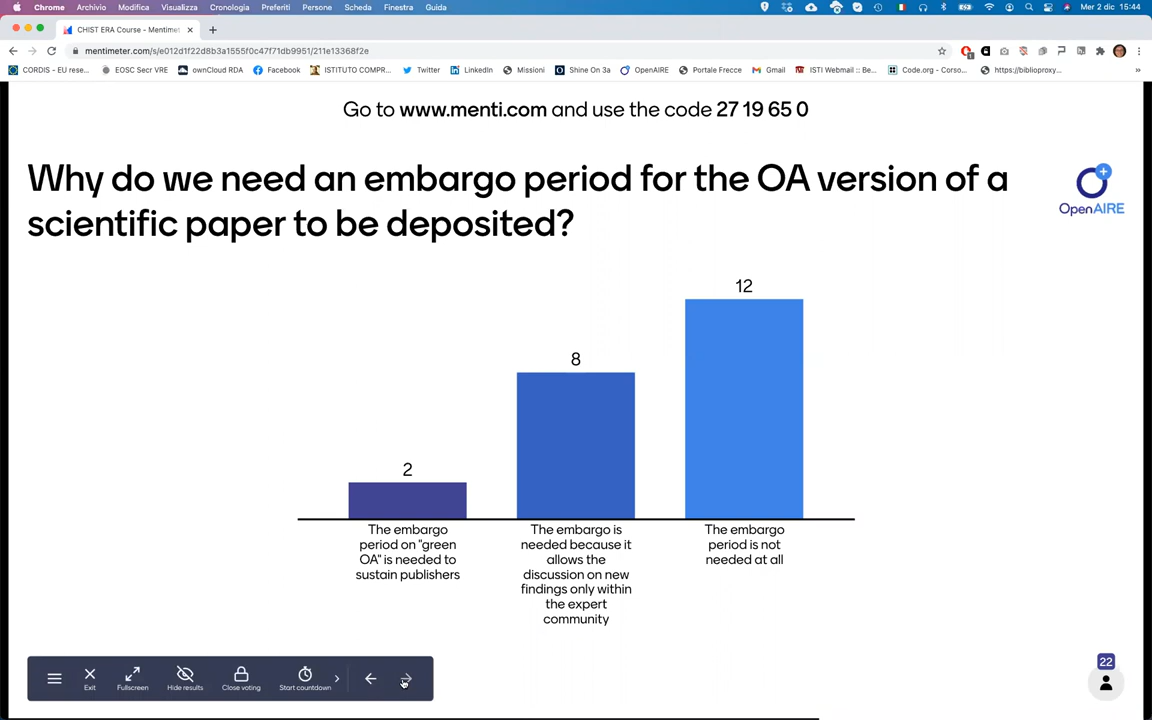 Chrome Archivio Modifica Visualizza Cronologia Preferiti Persone Scheda Finestra Guida Mer 2 dic 15:44
CHIST ERA Course - Mentimet
mentimeter.com/s/e012d1f22d8b3a1555f0c47f71db9951/211e13368f2e
CORDIS - EU rese... EOSC Secr VRE ownCloud RDA Facebook ISTITUTO COMPR... Twitter LinkedIn Missioni Shine On 3a OpenAIRE Portale Frecce Gmail ISTI Webmail :: Be... Code.org - Corso... https://biblioproxy... »
Go to www.menti.com and use the code 27 19 65 0
Why do we need an embargo period for the OA version of a
scientific paper to be deposited?
OpenAIRE
12
8
2
The embargo
period on "green
OA" is needed to
sustain publishers
The embargo is
needed because it
allows the
discussion on new
findings only within
the expert
community
The embargo
period is not
needed at all
Exit Fullscreen Hide results Close voting Start countdown
22